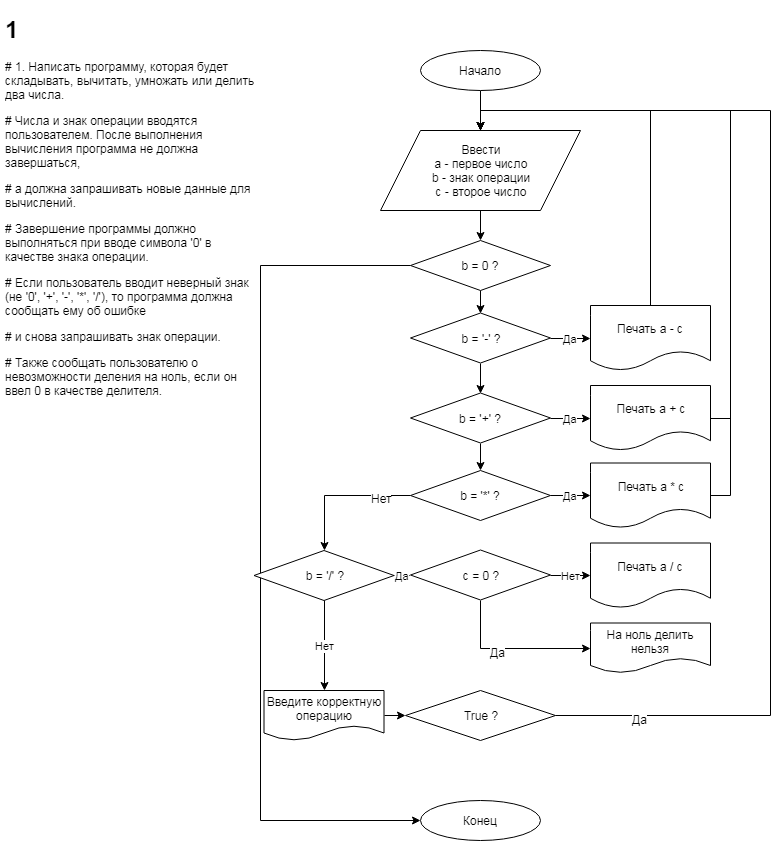 1
# 1. Написать программу, которая будет
складывать, вычитать, умножать или делить
два числа.
# Числа и знак операции вводятся
пользователем. После выполнения
вычисления программа не должна
завершаться,
# а должна запрашивать новые данные для
вычислений.
# Завершение программы должно
выполняться при вводе символа '0' в
качестве знака операции.
# Если пользователь вводит неверный знак
(не '0', '+', '-', '*', '/'), то программа должна
сообщать ему об ошибке
# и снова запрашивать знак операции.
# Также сообщать пользователю о
невозможности деления на ноль, если он
ввел 0 в качестве делителя.
Начало
Ввести
a - первое число
b - знак операции
c - второе число
b = 0 ?
b = '-' ?
Да
Печать a - c
b = '+' ?
Да
Печать a + c
b = '*' ?
Да
Печать a * c
Нет
b = '/' ?
Да
c = 0 ?
Нет
Печать a / c
Да
На ноль делить
нельзя
Нет
Введите корректную
операцию
True ?
Да
Конец